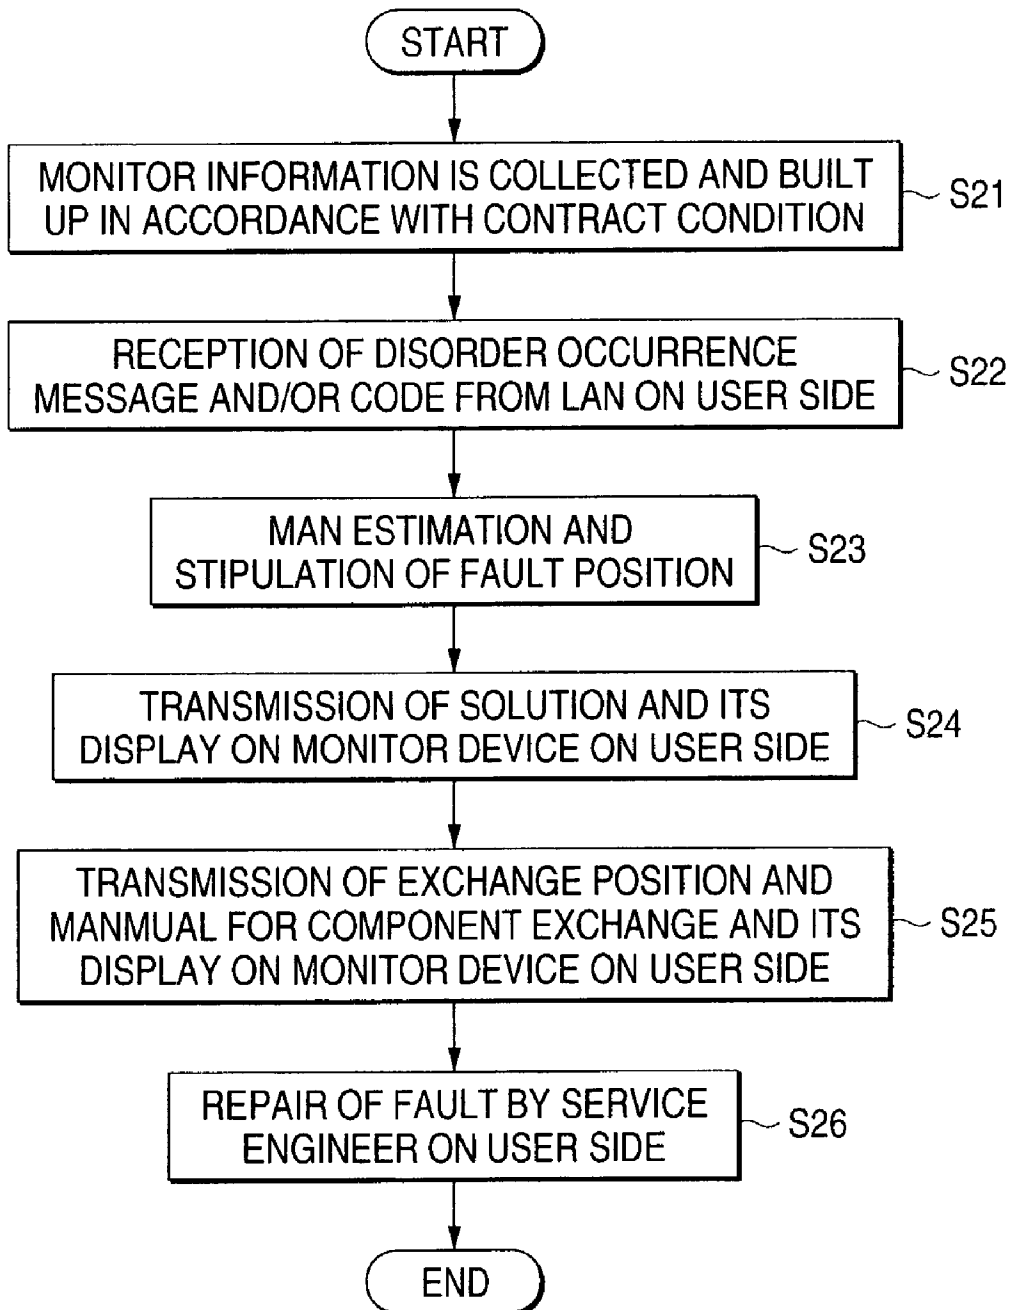 START
MONITOR INFORMATION IS COLLECTED AND BUILT
UP IN ACCORDANCE WITH CONTRACT CONDITION
S21
RECEPTION OF DISORDER OCCURRENCE
MESSAGE AND/OR CODE FROM LAN ON USER SIDE
S22
MAN ESTIMATION AND
STIPULATION OF FAULT POSITION
S23
TRANSMISSION OF SOLUTION AND ITS
DISPLAY ON MONITOR DEVICE ON USER SIDE
S24
TRANSMISSION OF EXCHANGE POSITION AND
MANMUAL FOR COMPONENT EXCHANGE AND ITS
DISPLAY ON MONITOR DEVICE ON USER SIDE
S25
REPAIR OF FAULT BY SERVICE
ENGINEER ON USER SIDE
S26
END